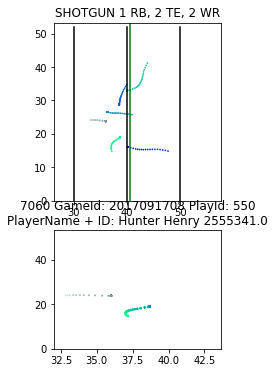 SHOTGUN 1 RB, 2 TE, 2 WR
50
40
30
20
10
0
30 40 50
7060 GameId: 2017091708 PlayId: 550
PlayerName + ID: Hunter Henry 2555341.0
40
20
0
32.5 35.0 37.5 40.0 42.5